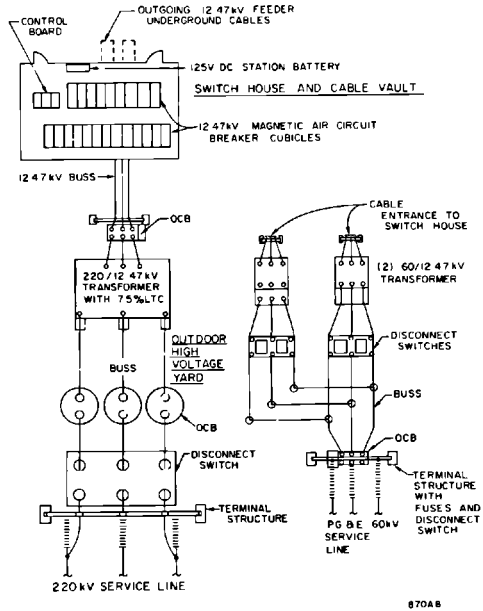 OUTGOING 12 47kV FEEDER
UNDERGROUND CABLES
CONTROL
BOARD
125V DC STATION BATTERY
SWITCH HOUSE AND CABLE VAULT
12 47kV MAGNETIC AIR CIRCUIT
BREAKER CUBICLES
12 47kV BUSS
OCB
220/12 47kV
TRANSFORMER
WITH 75%LTC
OUTDOOR
HIGH
VOLTAGE
YARD
BUSS
OCB
DISCONNECT
SWITCH
TERMINAL
STRUCTURE
220kV SERVICE LINE
CABLE
ENTRANCE TO
SWITCH HOUSE
(2) 60/12 47kV
TRANSFORMER
DISCONNECT
SWITCHES
BUSS
OCB
TERMINAL
STRUCTURE
WITH
FUSES AND
DISCONNECT
SWITCH
PG&E 60kV
SERVICE
LINE
870A8